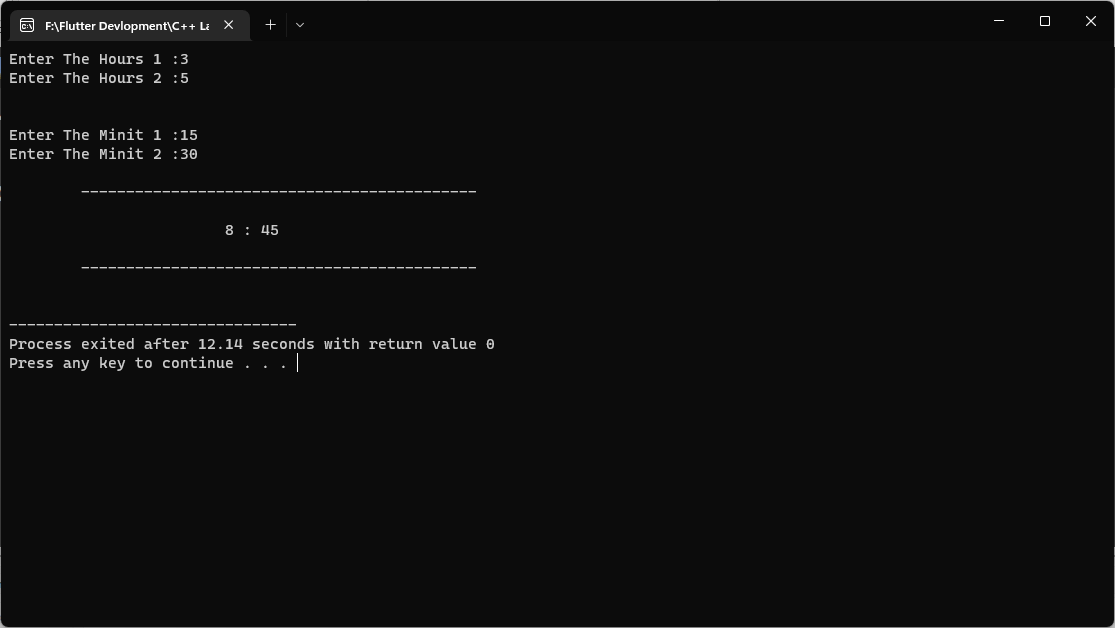 F:\Flutter Devlopment\C++ La
Enter The Hours 1 :3
Enter The Hours 2 :5
Enter The Minit 1 :15
Enter The Minit 2 :30
--------------------------------------------
8 : 45
--------------------------------------------
--------------------------------
Process exited after 12.14 seconds with return value 0
Press any key to continue . . .